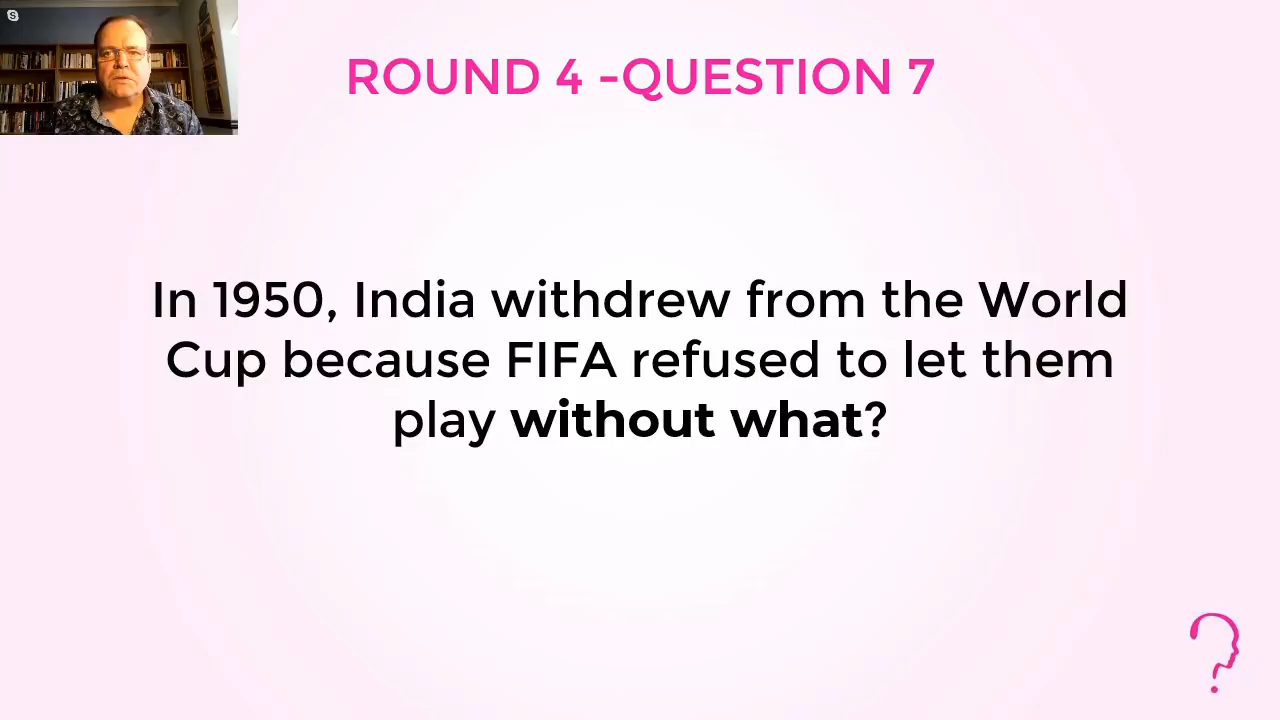 ROUND 4 -QUESTION 7
In 1950, India withdrew from the World
Cup because FIFA refused to let them
play without what?